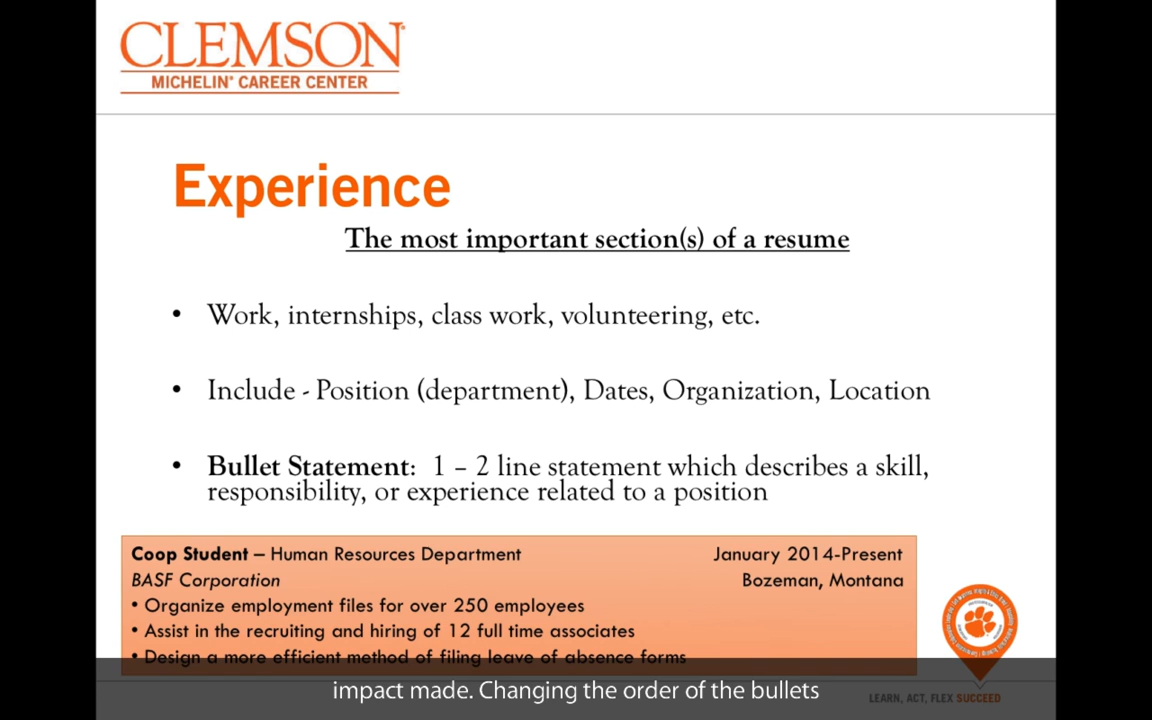 CLEMSON
MICHELIN® CAREER CENTER
Experience
The most important section(s) of a resume
• Work, internships, class work, volunteering, etc.
• Include - Position (department), Dates, Organization, Location
• Bullet Statement: 1 – 2 line statement which describes a skill,
responsibility, or experience related to a position
Coop Student – Human Resources Department January 2014-Present
BASF Corporation Bozeman, Montana
• Organize employment files for over 250 employees
• Assist in the recruiting and hiring of 12 full time associates
• Design a more efficient method of filing leave of absence forms
impact made. Changing the order of the bullets
LEARN, ACT, FLEX SUCCEED